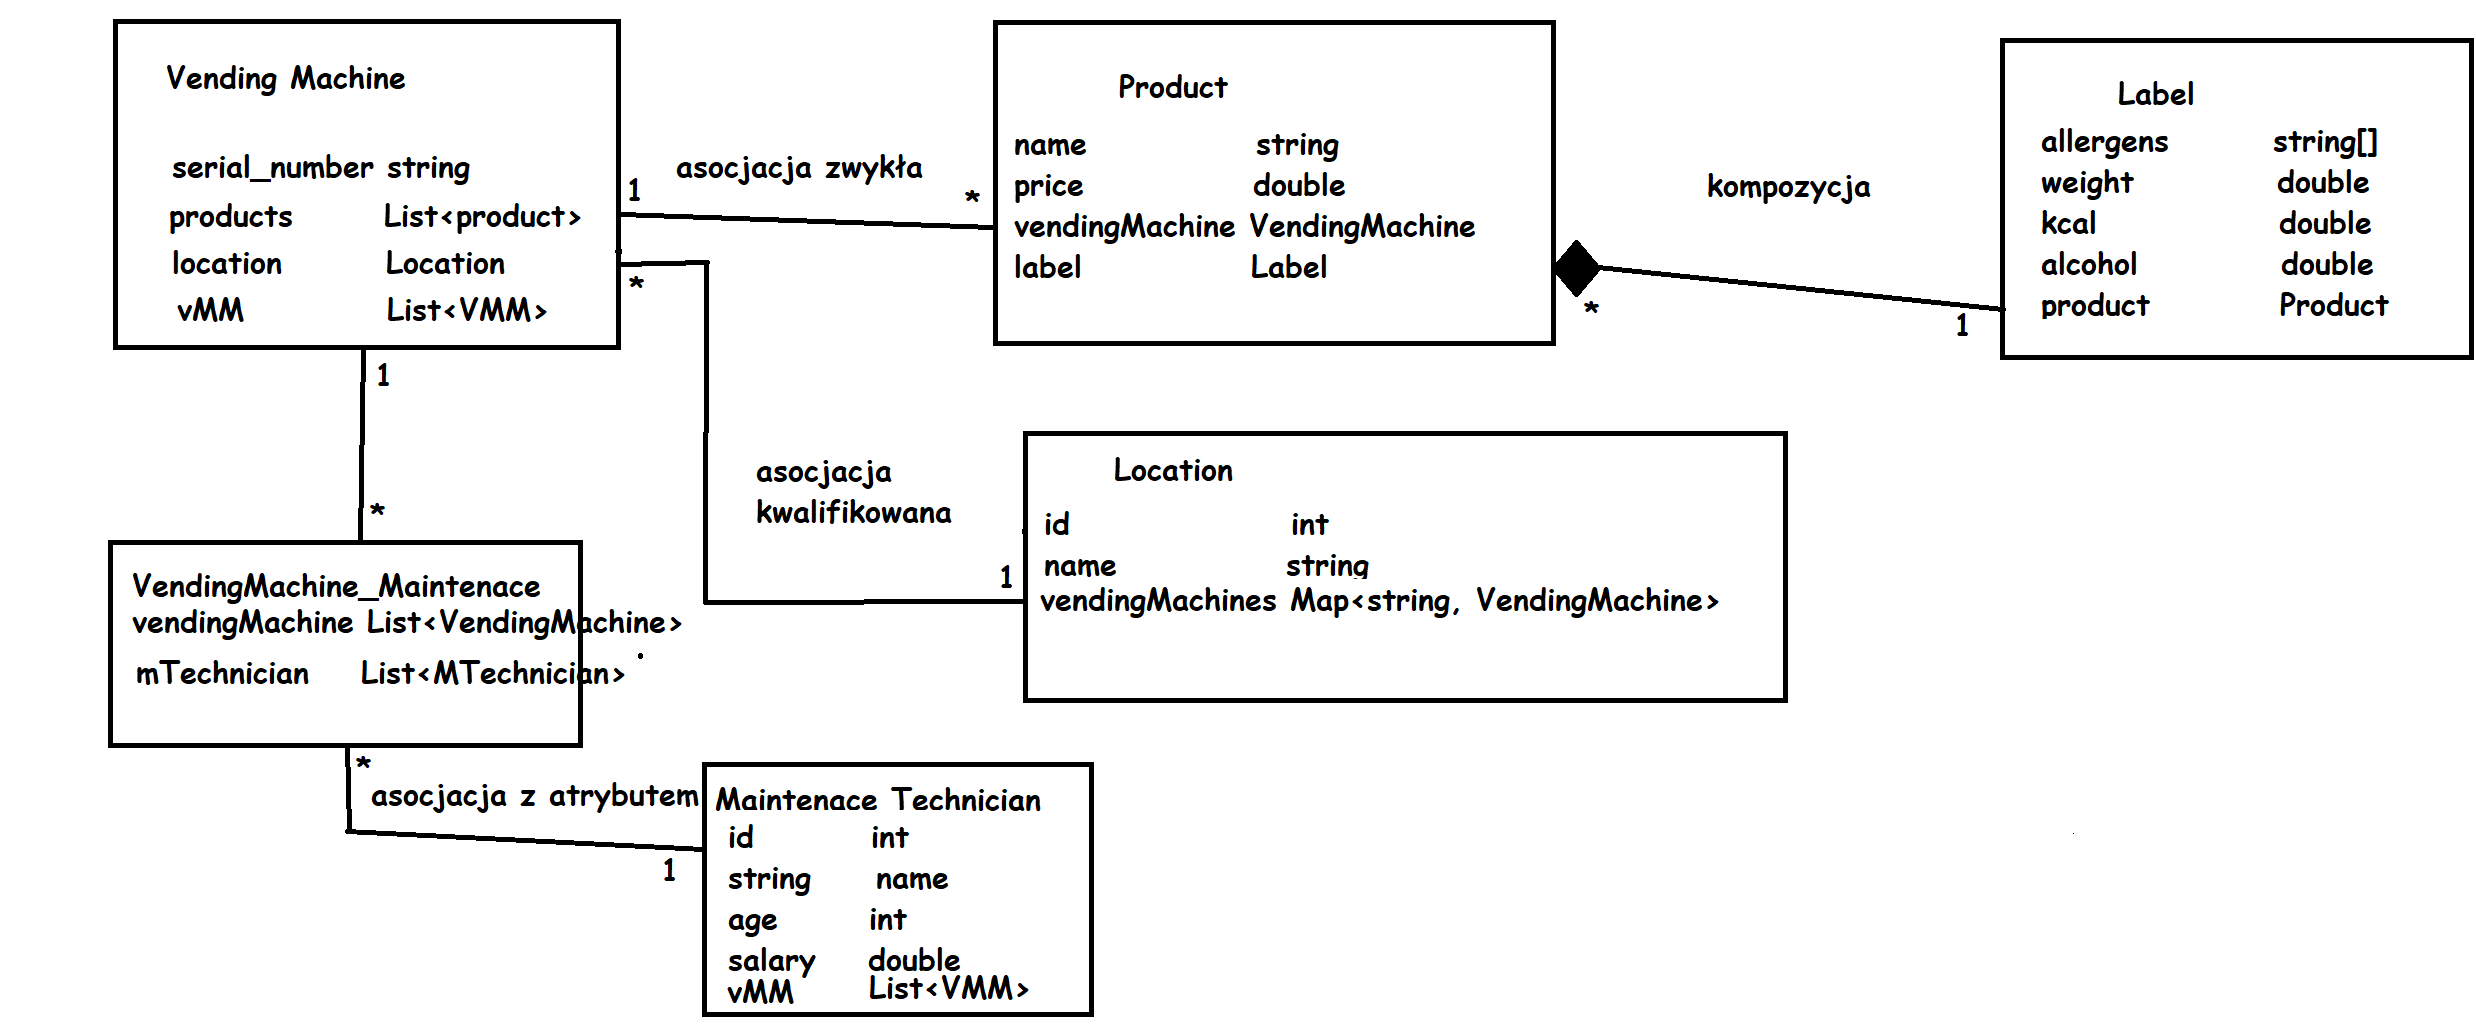 Vending Machine
serial_number string
products List<product>
location Location
vMM List<VMM>
1
asocjacja zwykła
*
Product
name string
price double
vendingMachine VendingMachine
label Label
kompozycja
*
1
Label
allergens string[]
weight double
kcal double
alcohol double
product Product
*
asocjacja
kwalifikowana
1
Location
id int
name string
vendingMachines Map<string, VendingMachine>
1
*
VendingMachine_Maintenace
vendingMachine List<VendingMachine>
mTechnician List<MTechnician>
*
asocjacja z atrybutem
1
Maintenace Technician
id int
string name
age int
salary double
vMM List<VMM>